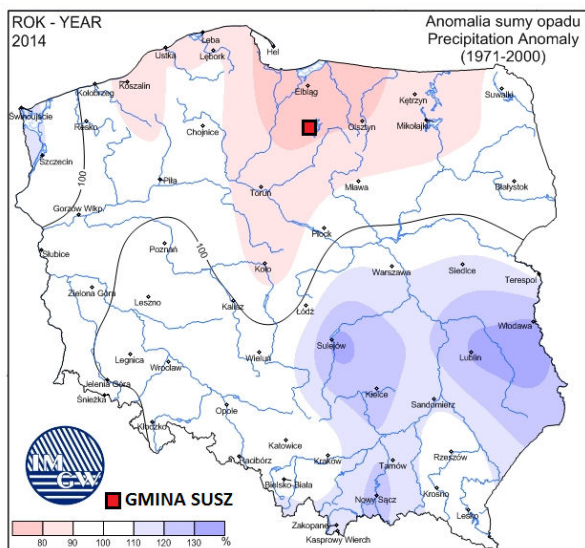 ROK - YEAR
2014
Anomalia sumy opadu
Precipitation Anomaly
(1971-2000)
Łeba
Hel
Ustka
Lębork
Koszalin
Elbląg
Kołobrzeg
Kętrzyn
Suwałki
Świnoujście
Resko
Chojnice
Olsztyn
Mikołajki
Szczecin
100
Piła
Toruń
Mława
Białystok
Gorzów Wlkp.
Płock
Słubice
Poznań
100
Koło
Warszawa
Siedlce
Terespol
Zielona Góra
Leszno
Kalisz
Łódź
Włodawa
Sulejów
Lublin
Legnica
Wrocław
Wieluń
Jelenia Góra
Śnieżka
Kielce
Opole
Sandomierz
Kłodzko
Katowice
Racibórz
Kraków
Tarnów
Rzeszów
IM
GW
Bielsko-Biała
GMINA SUSZ
Nowy Sącz
Krosno
Lesko
Zakopane
Kasprowy Wierch
80 90 100 110 120 130 %